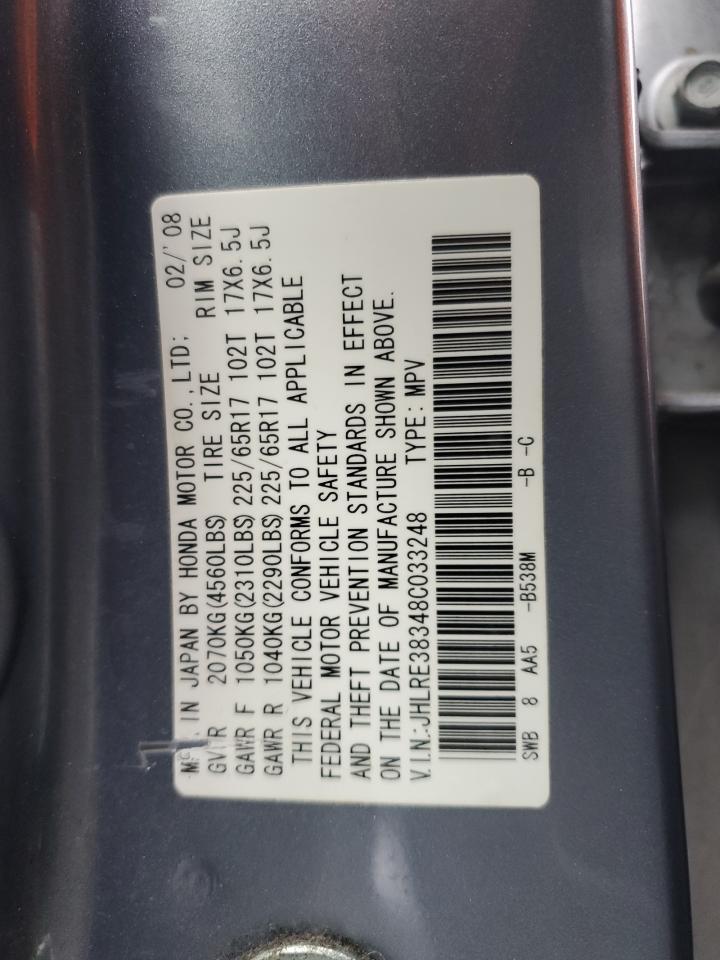 IN JAPAN BY HONDA MOTOR CO.,LTD; 02/'08
2070KG(4560LBS) TIRE SIZE RIM SIZE
GAWR F 1050KG(2310LBS) 225/65R17 102T 17X6.5J
GAWR R 1040KG(2290LBS) 225/65R17 102T 17X6.5J
THIS VEHICLE CONFORMS TO ALL APPLICABLE
FEDERAL MOTOR VEHICLE SAFETY
AND THEFT PREVENTION STANDARDS IN EFFECT
ON THE DATE OF MANUFACTURE SHOWN ABOVE.
V.I.N:JHLRE38348C033248 TYPE: MPV
SWB 8 AA5 -B538M -B -C